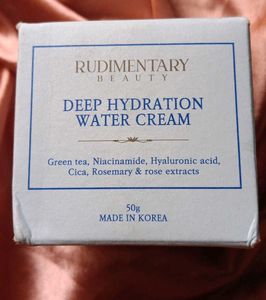 RUDIMENTARY
BEAUTY
DEEP HYDRATION
WATER CREAM
Green tea, Niacinamide, Hyaluronic acid,
Cica, Rosemary & rose extracts
50g
MADE IN KOREA